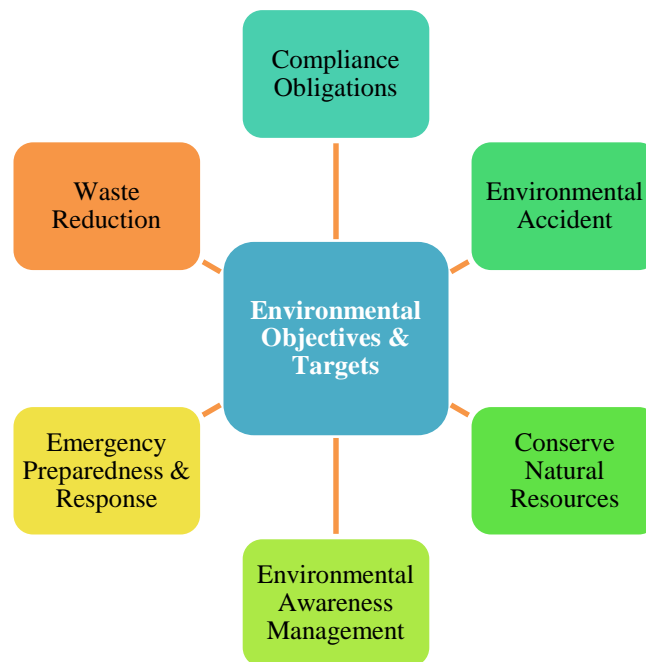 Compliance
Obligations
Waste
Reduction
Environmental
Accident
Environmental
Objectives &
Targets
Emergency
Preparedness &
Response
Conserve
Natural
Resources
Environmental
Awareness
Management